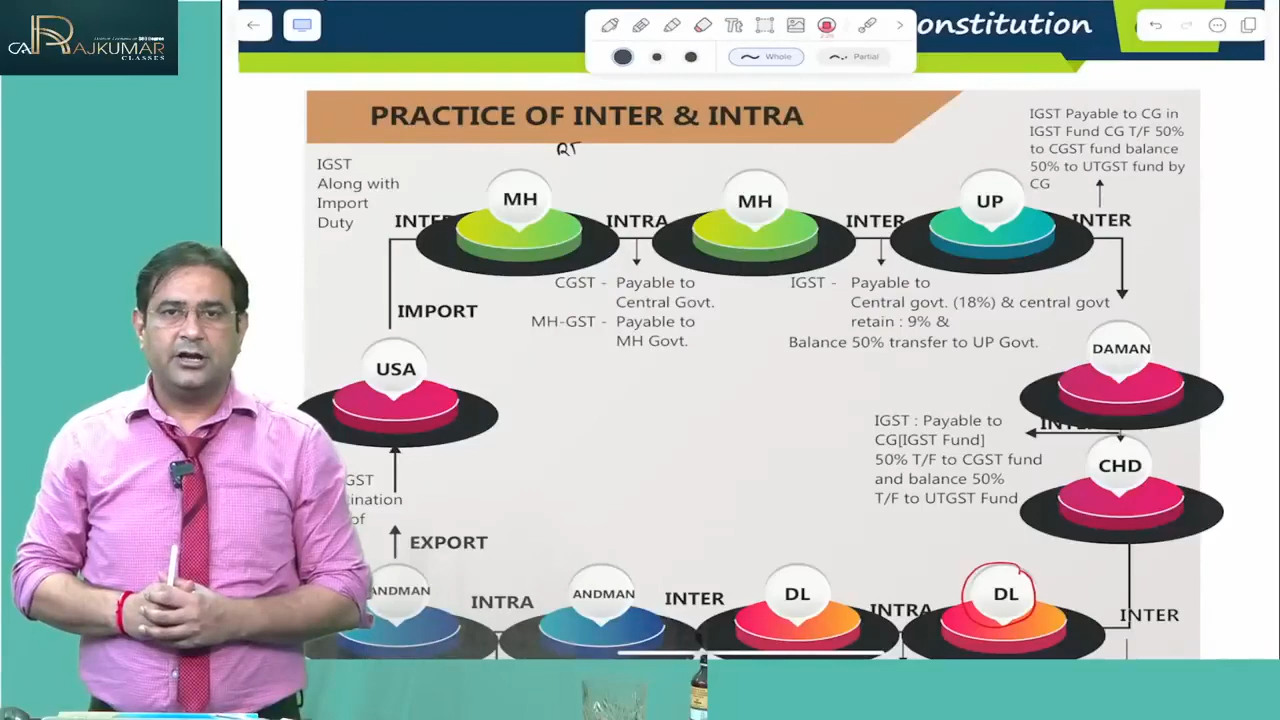 CA RAJKUMAR
CLASSES
onstitution
Whole
Partial
PRACTICE OF INTER & INTRA
IGST
Along with
Import
Duty
IGST Payable to CG in
IGST Fund CG T/F 50%
to CGST fund balance
50% to UTGST fund by
CG
MH
MH
UP
INTE
INTRA
INTER
INTER
CGST - Payable to
Central Govt.
MH-GST - Payable to
MH Govt.
IGST - Payable to
Central govt. (18%) & central govt
retain : 9% &
Balance 50% transfer to UP Govt.
IMPORT
USA
DAMAN
IGST : Payable to
CG[IGST Fund]
50% T/F to CGST fund
and balance 50%
T/F to UTGST Fund
CHD
GST
ination
of
EXPORT
ANDMAN
INTRA
ANDMAN
INTER
DL
INTRA
DL
INTER